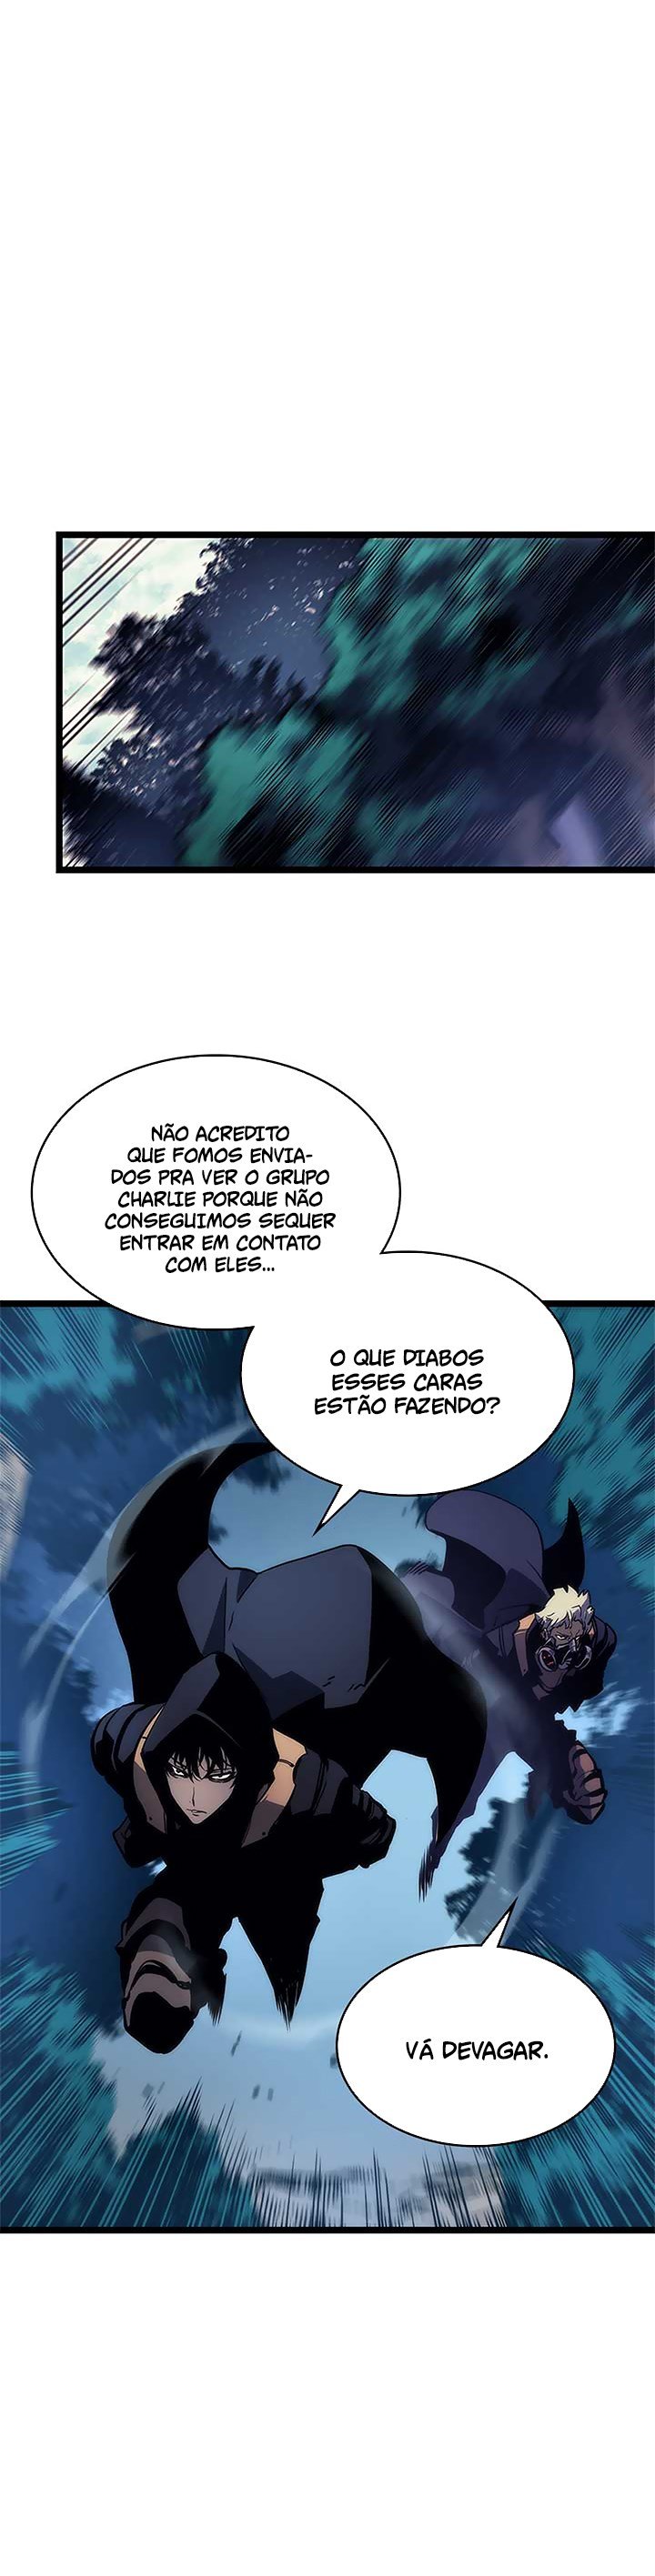 NÃO ACREDITO
QUE FOMOS ENVIA-
DOS PRA VER O GRUPO
CHARLIE PORQUE NÃO
CONSEGUIMOS SEQUER
ENTRAR EM CONTATO
COM ELES...
O QUE DIABOS
ESSES CARAS
ESTÃO FAZENDO?
VÁ DEVAGAR.